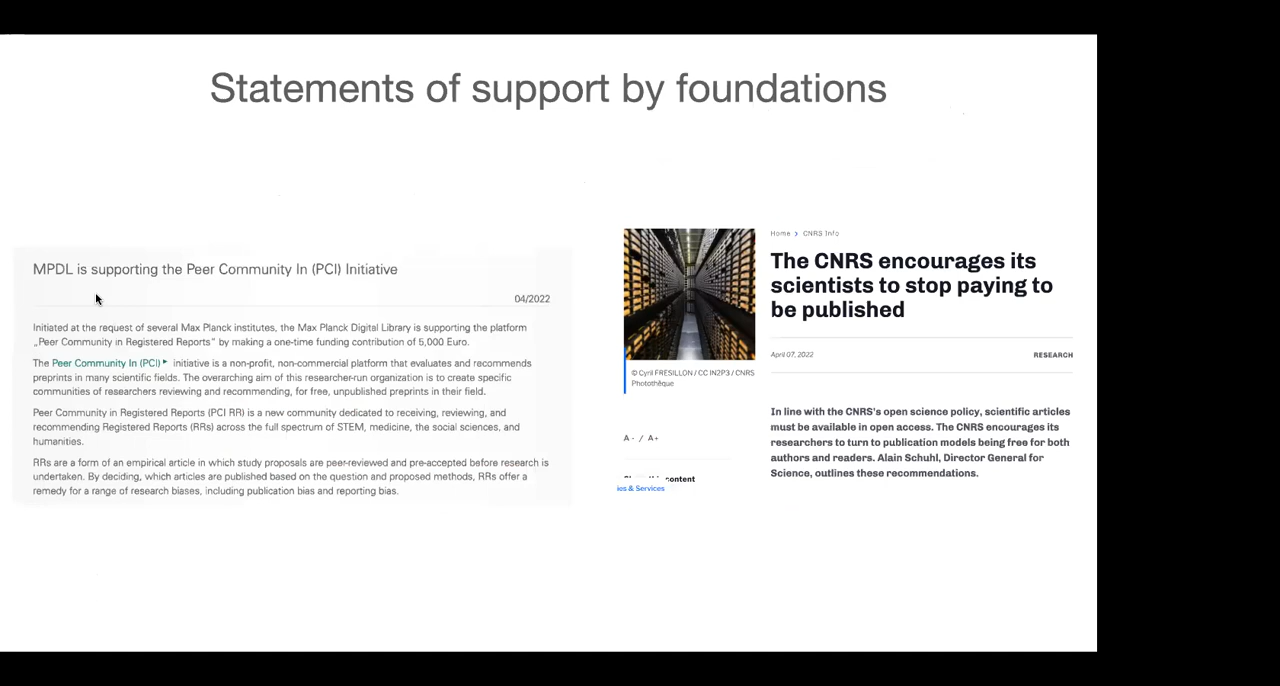 Statements of support by foundations
MPDL is supporting the Peer Community In (PCI) Initiative
04/2022
Initiated at the request of several Max Planck institutes, the Max Planck Digital Library is supporting the platform
„Peer Community in Registered Reports" by making a one-time funding contribution of 5,000 Euro.
The Peer Community In (PCI) initiative is a non-profit, non-commercial platform that evaluates and recommends
preprints in many scientific fields. The overarching aim of this researcher-run organization is to create specific
communities of researchers reviewing and recommending, for free, unpublished preprints in their field.
Peer Community in Registered Reports (PCI RR) is a new community dedicated to receiving, reviewing, and
recommending Registered Reports (RRs) across the full spectrum of STEM, medicine, the social sciences, and
humanities.
RRs are a form of an empirical article in which study proposals are peer-reviewed and pre-accepted before research is
undertaken. By deciding, which articles are published based on the question and proposed methods, RRs offer a
remedy for a range of research biases, including publication bias and reporting bias.
© Cyril FRESILLON / CC IN2P3 / CNRS
Photothèque
A - / A+
content
ies & Services
Home > CNRS Info
The CNRS encourages its
scientists to stop paying to
be published
April 07, 2022
RESEARCH
In line with the CNRS's open science policy, scientific articles
must be available in open access. The CNRS encourages its
researchers to turn to publication models being free for both
authors and readers. Alain Schuhl, Director General for
Science, outlines these recommendations.